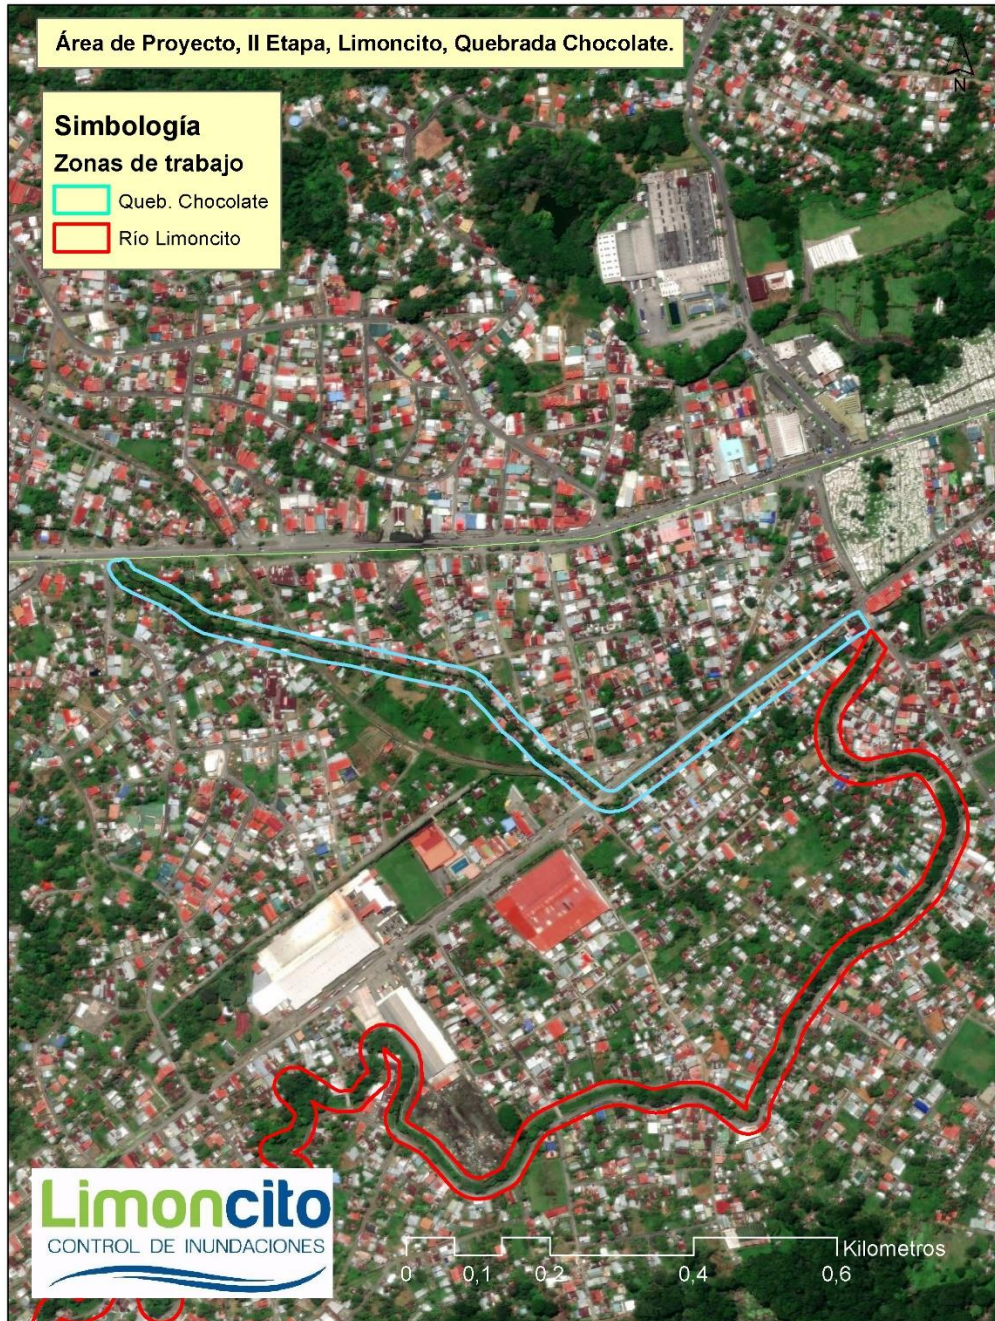 Área de Proyecto, II Etapa, Limoncito, Quebrada Chocolate.
N
Simbología
Zonas de trabajo
Queb. Chocolate
Río Limoncito
Limoncito
CONTROL DE INUNDACIONES
Kilometros
0 0,1 0,2 0,4 0,6